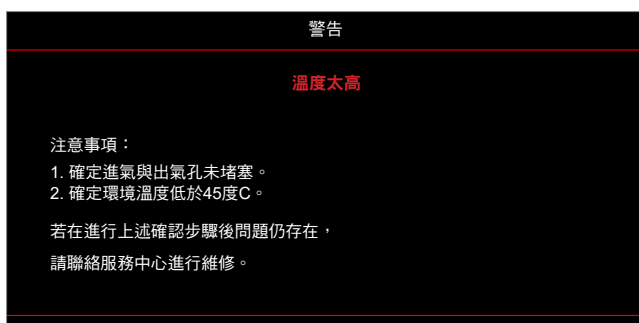 警告
溫度太高
注意事項：
1. 確定進氣與出氣孔未堵塞。
2. 確定環境溫度低於45度C。
若在進行上述確認步驟後問題仍存在，
請聯絡服務中心進行維修。